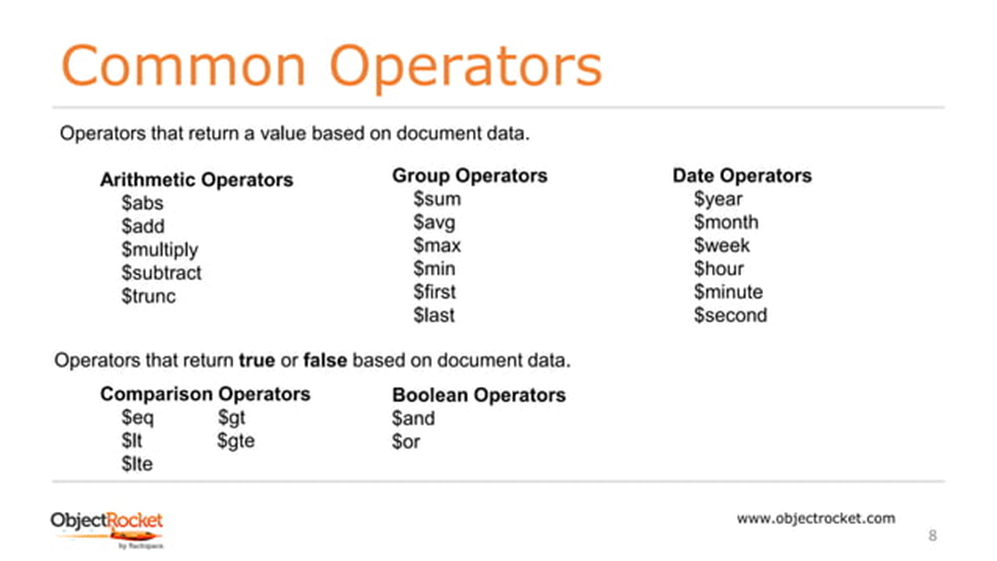 Common Operators
Operators that return a value based on document data.
Arithmetic Operators
$abs
$add
$multiply
$subtract
$trunc
Group Operators
$sum
$avg
$max
$min
$first
$last
Date Operators
$year
$month
$week
$hour
$minute
$second
Operators that return true or false based on document data.
Comparison Operators
$eq $gt
$lt $gte
$lte
Boolean Operators
$and
$or
ObjectRocket
by Rackspace
www.objectrocket.com
8